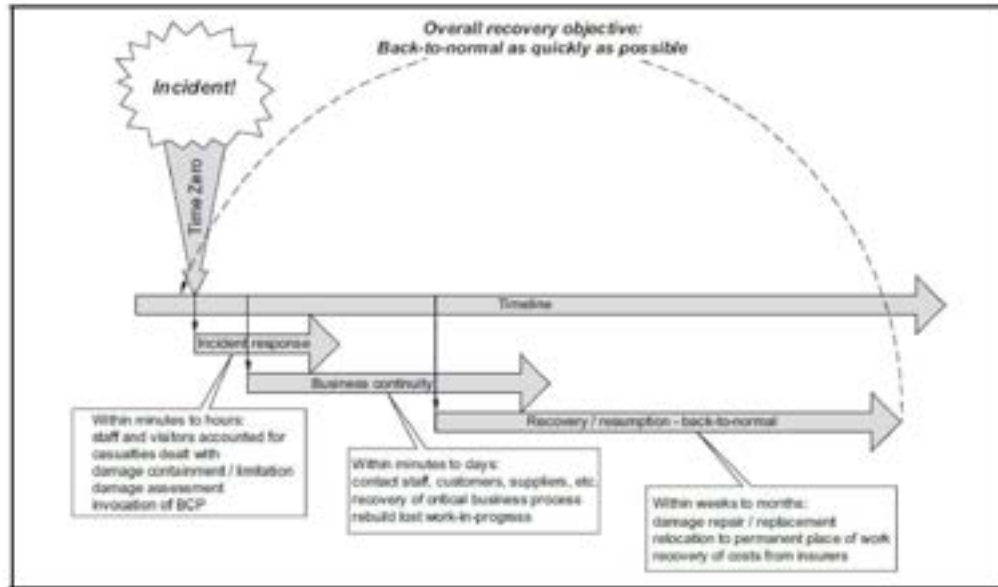 Overall recovery objective:
Back-to-normal as quickly as possible
Incident!
Time Zero
Timeline
Incident response
Business continuity
Recovery / resumption - back-to-normal
Within minutes to hours:
staff and visitors accounted for
casualties dealt with
damage containment / limitation
damage assessment
invocation of BCP
Within minutes to days:
contact staff, customers, suppliers, etc.
recovery of critical business process
rebuild lost work-in-progress
Within weeks to months:
damage repair / replacement
relocation to permanent place of work
recovery of costs from insurers